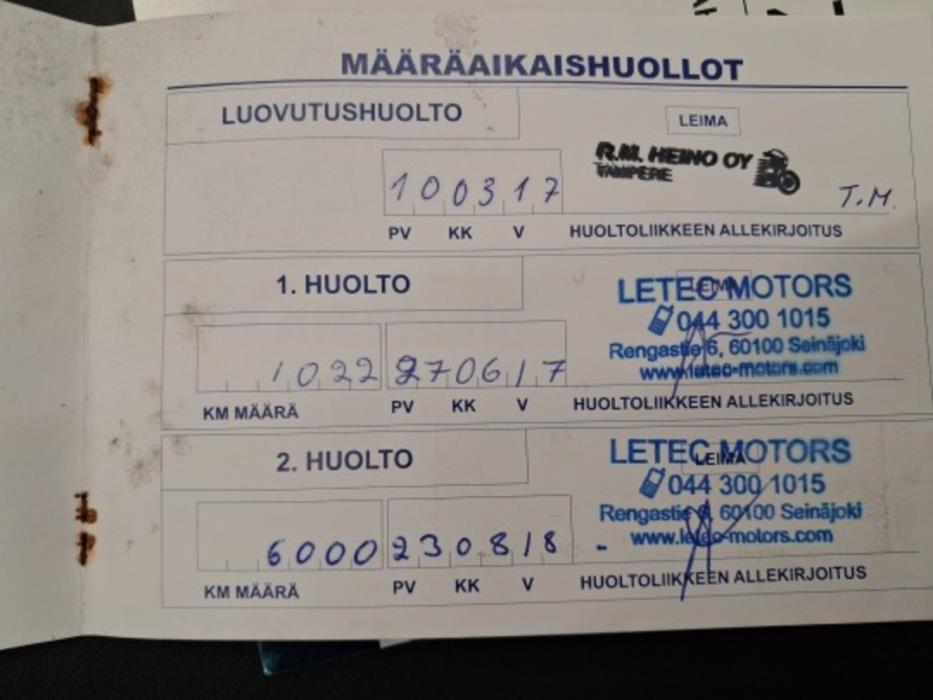 MÄÄRÄAIKAISHUOLLOT
LUOVUTUSHUOLTO
LEIMA
R.M. HEINO OY
TAMPERE
100317
T.M.
PV KK V HUOLTOLIIKKEEN ALLEKIRJOITUS
1. HUOLTO
LEIMA
LETEC MOTORS
044 300 1015
Rengastie 6, 60100 Seinäjoki
www.letec-motors.com
1022 270617
KM MÄÄRÄ PV KK V HUOLTOLIIKKEEN ALLEKIRJOITUS
2. HUOLTO
LEIMA
LETEC MOTORS
044 300 1015
Rengastie 6, 60100 Seinäjoki
www.letec-motors.com
6000 230818 -
KM MÄÄRÄ PV KK V HUOLTOLIIKKEEN ALLEKIRJOITUS